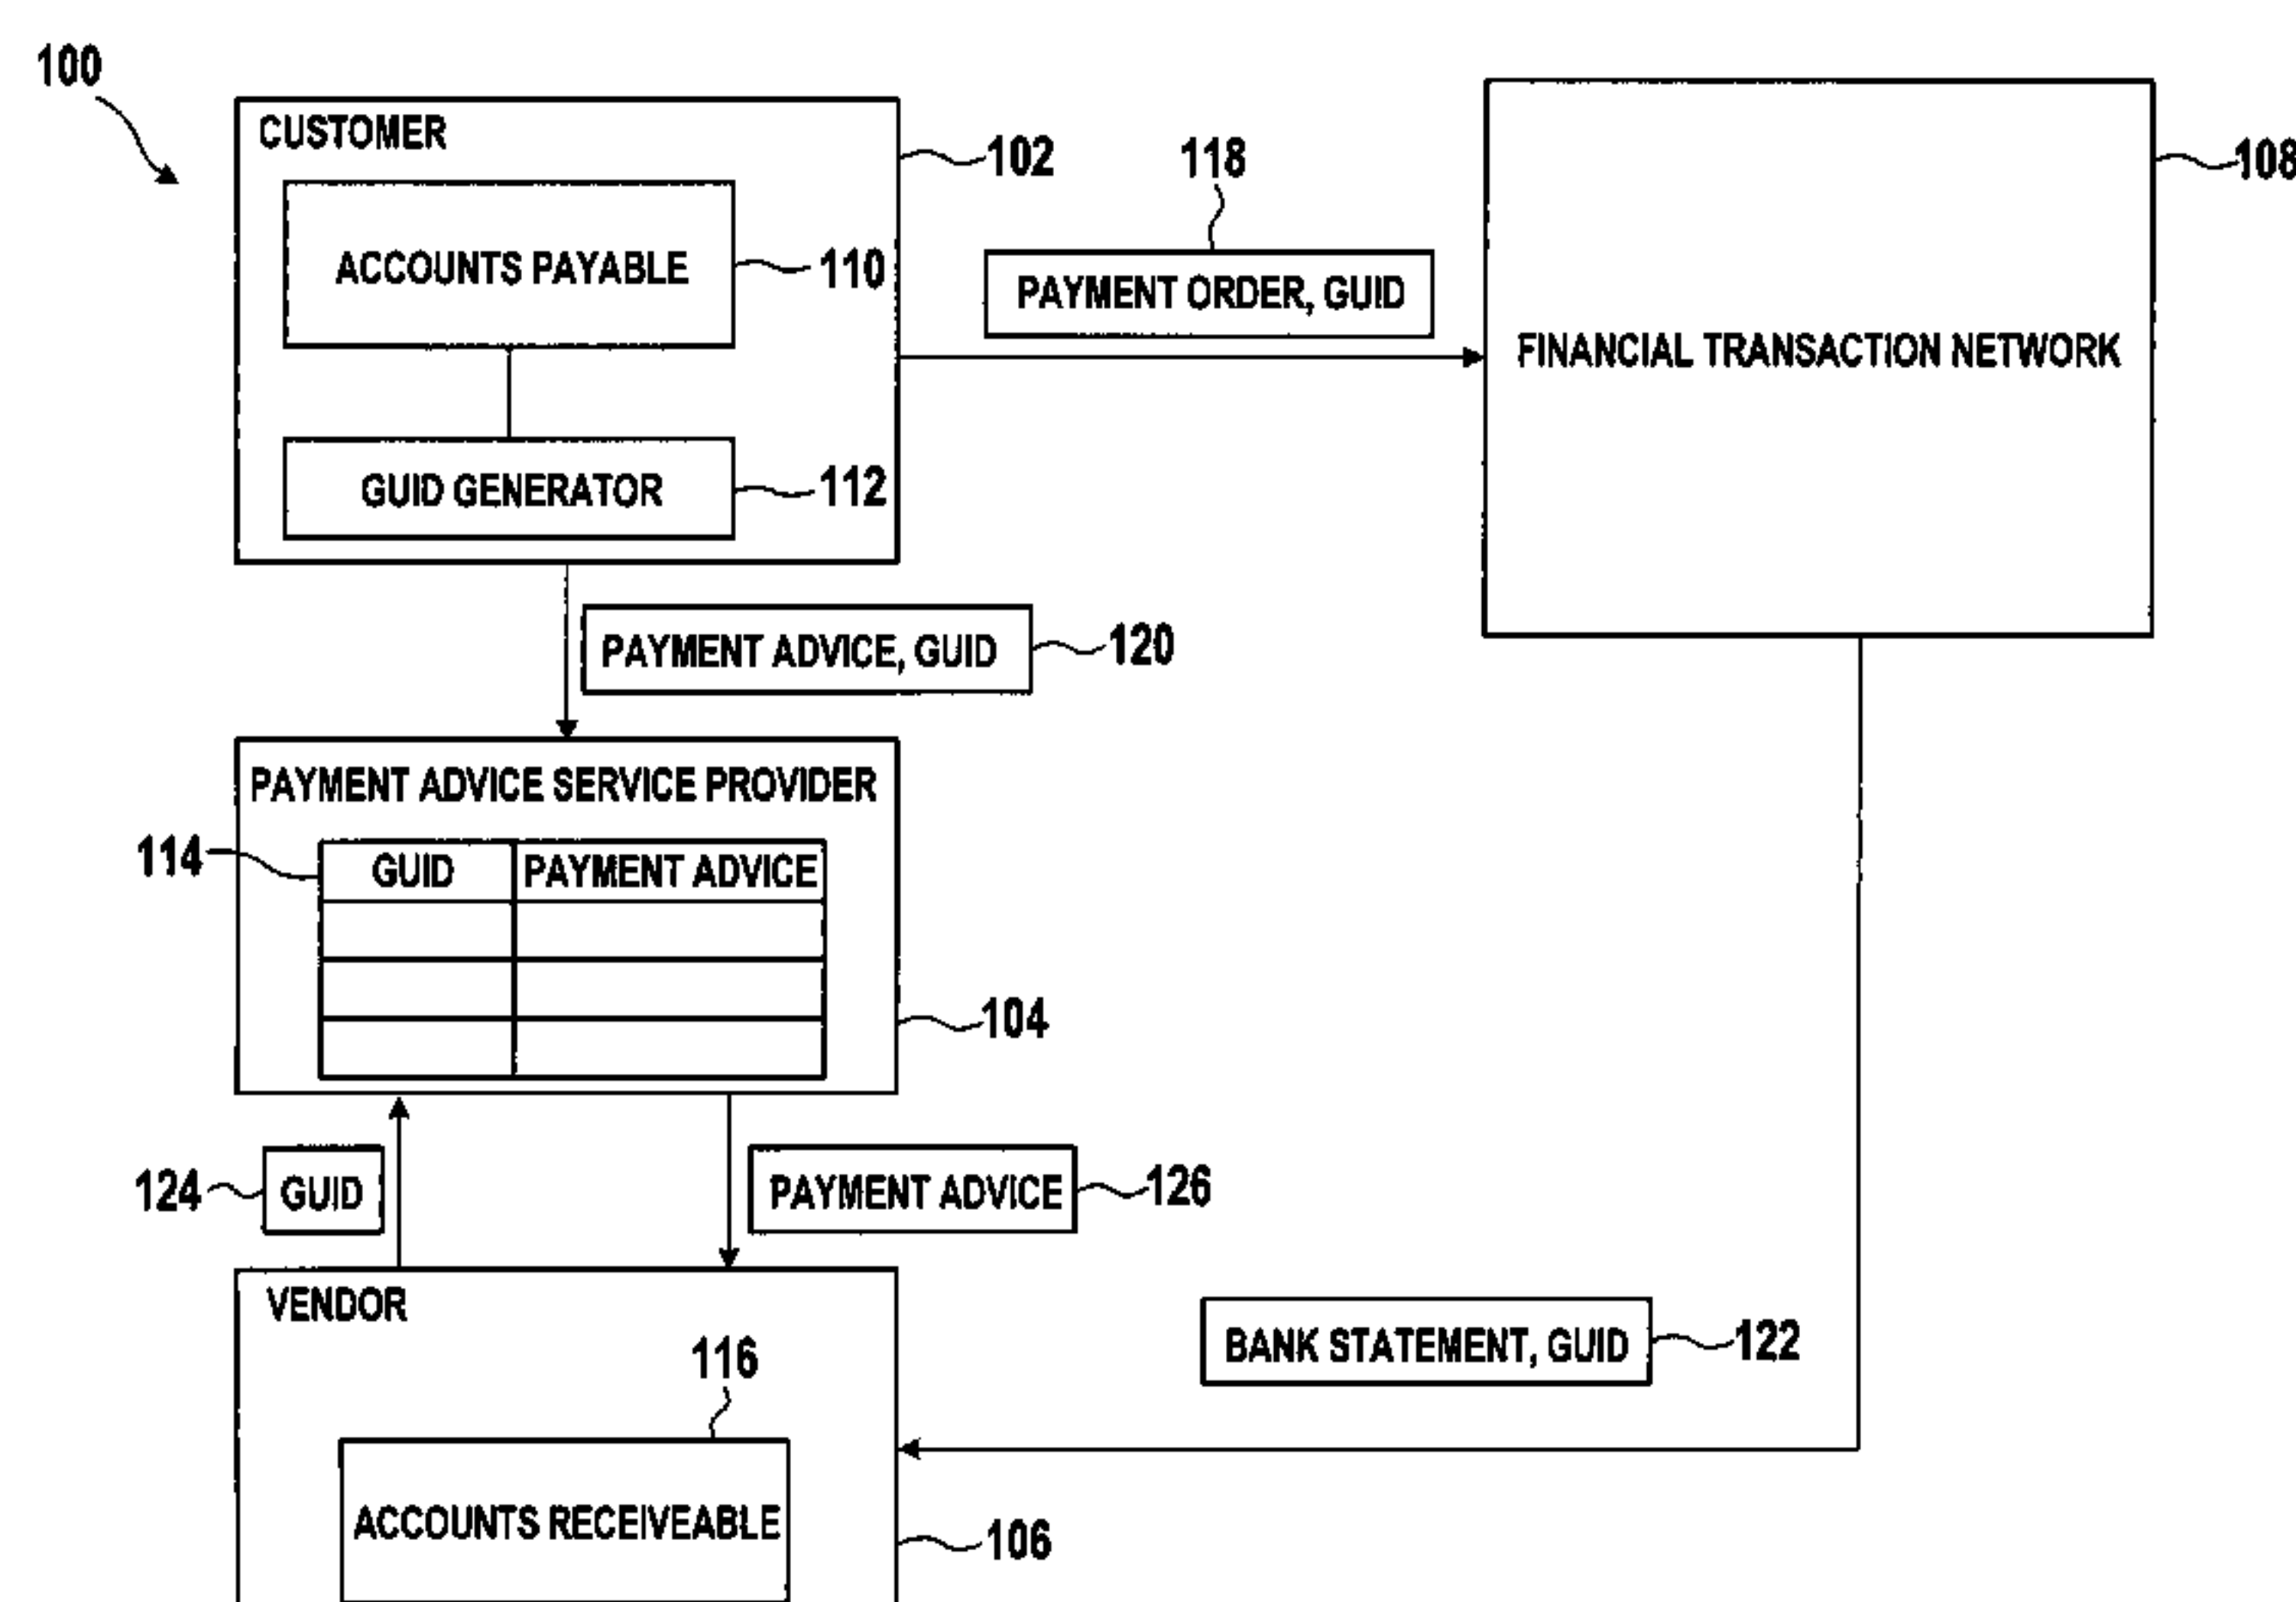 100
CUSTOMER
102
118
108
ACCOUNTS PAYABLE
110
PAYMENT ORDER, GUID
FINANCIAL TRANSACTION NETWORK
GUID GENERATOR
112
PAYMENT ADVICE, GUID
120
PAYMENT ADVICE SERVICE PROVIDER
114
GUID
PAYMENT ADVICE
104
124
GUID
PAYMENT ADVICE
126
VENDOR
116
BANK STATEMENT, GUID
122
ACCOUNTS RECEIVEABLE
106